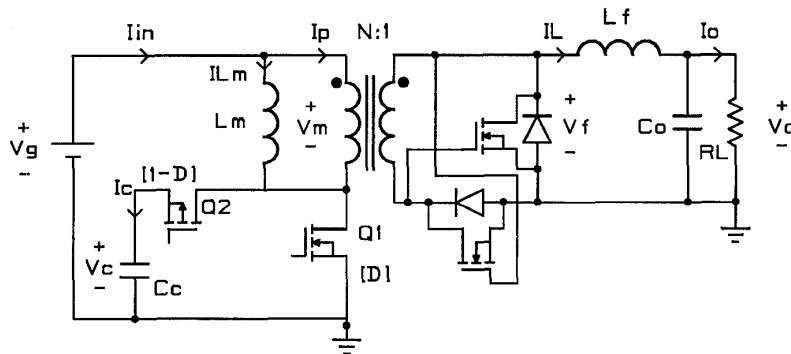 Iin
Ip
N:1
IL
Lf
Io
ILm
Lm
+
Vm
-
+
Vf
-
Co
RL
+
Vo
-
+
Vg
-
[1-D]
Ic
Q2
Q1
[D]
+
Vc
-
Cc